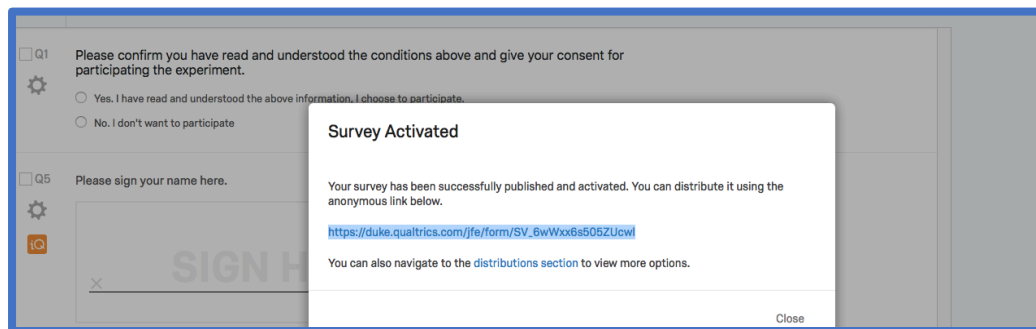 Q1
Please confirm you have read and understood the conditions above and give your consent for
participating the experiment.
Yes. I have read and understood the above information, I choose to participate.
No. I don't want to participate
Survey Activated
Q5
Please sign your name here.
Your survey has been successfully published and activated. You can distribute it using the
anonymous link below.
iQ
https://duke.qualtrics.com/jfe/form/SV_6wWxx6s505ZUcwl
SIGN H
You can also navigate to the distributions section to view more options.
×
Close